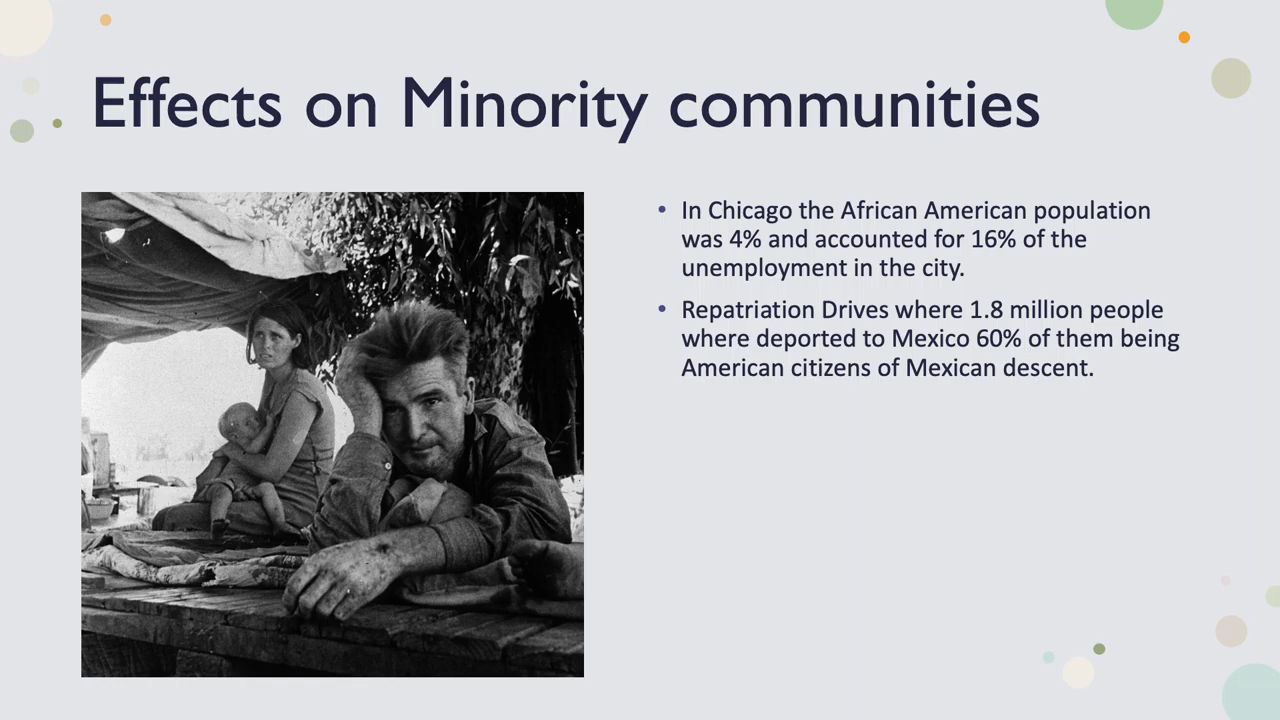 Effects on Minority communities
• In Chicago the African American population
was 4% and accounted for 16% of the
unemployment in the city.
• Repatriation Drives where 1.8 million people
where deported to Mexico 60% of them being
American citizens of Mexican descent.